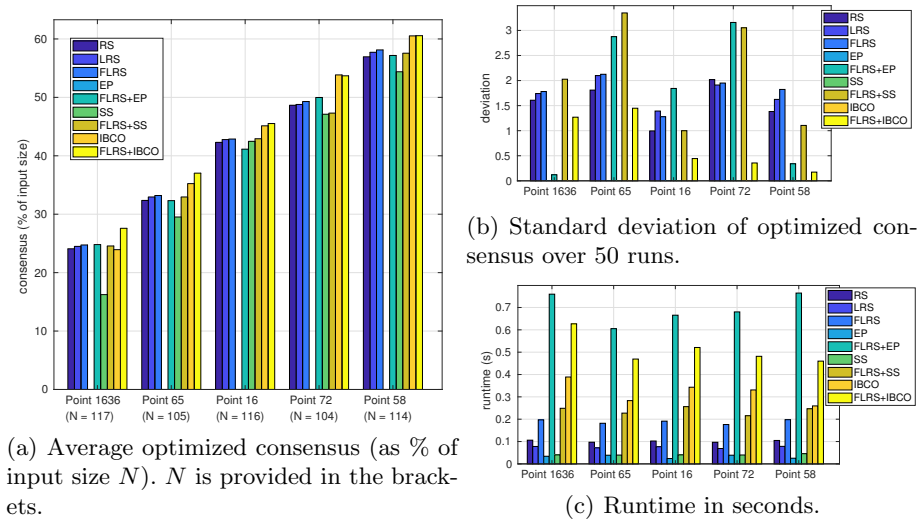 60
50
40
30
20
10
0
consensus (% of input size)
RS
LRS
FLRS
EP
FLRS+EP
SS
FLRS+SS
IBCO
FLRS+IBCO
Point 1636 Point 65 Point 16 Point 72 Point 58
(N = 117) (N = 105) (N = 116) (N = 104) (N = 114)
(a) Average optimized consensus (as % of
input size N). N is provided in the brack-
ets.
3
2.5
2
1.5
1
0.5
0
deviation
RS
LRS
FLRS
EP
FLRS+EP
SS
FLRS+SS
IBCO
FLRS+IBCO
Point 1636 Point 65 Point 16 Point 72 Point 58
(b) Standard deviation of optimized con-
sensus over 50 runs.
0.7
0.6
0.5
0.4
0.3
0.2
0.1
0
runtime (s)
RS
LRS
FLRS
EP
FLRS+EP
SS
FLRS+SS
IBCO
FLRS+IBCO
Point 1636 Point 65 Point 16 Point 72 Point 58
(c) Runtime in seconds.